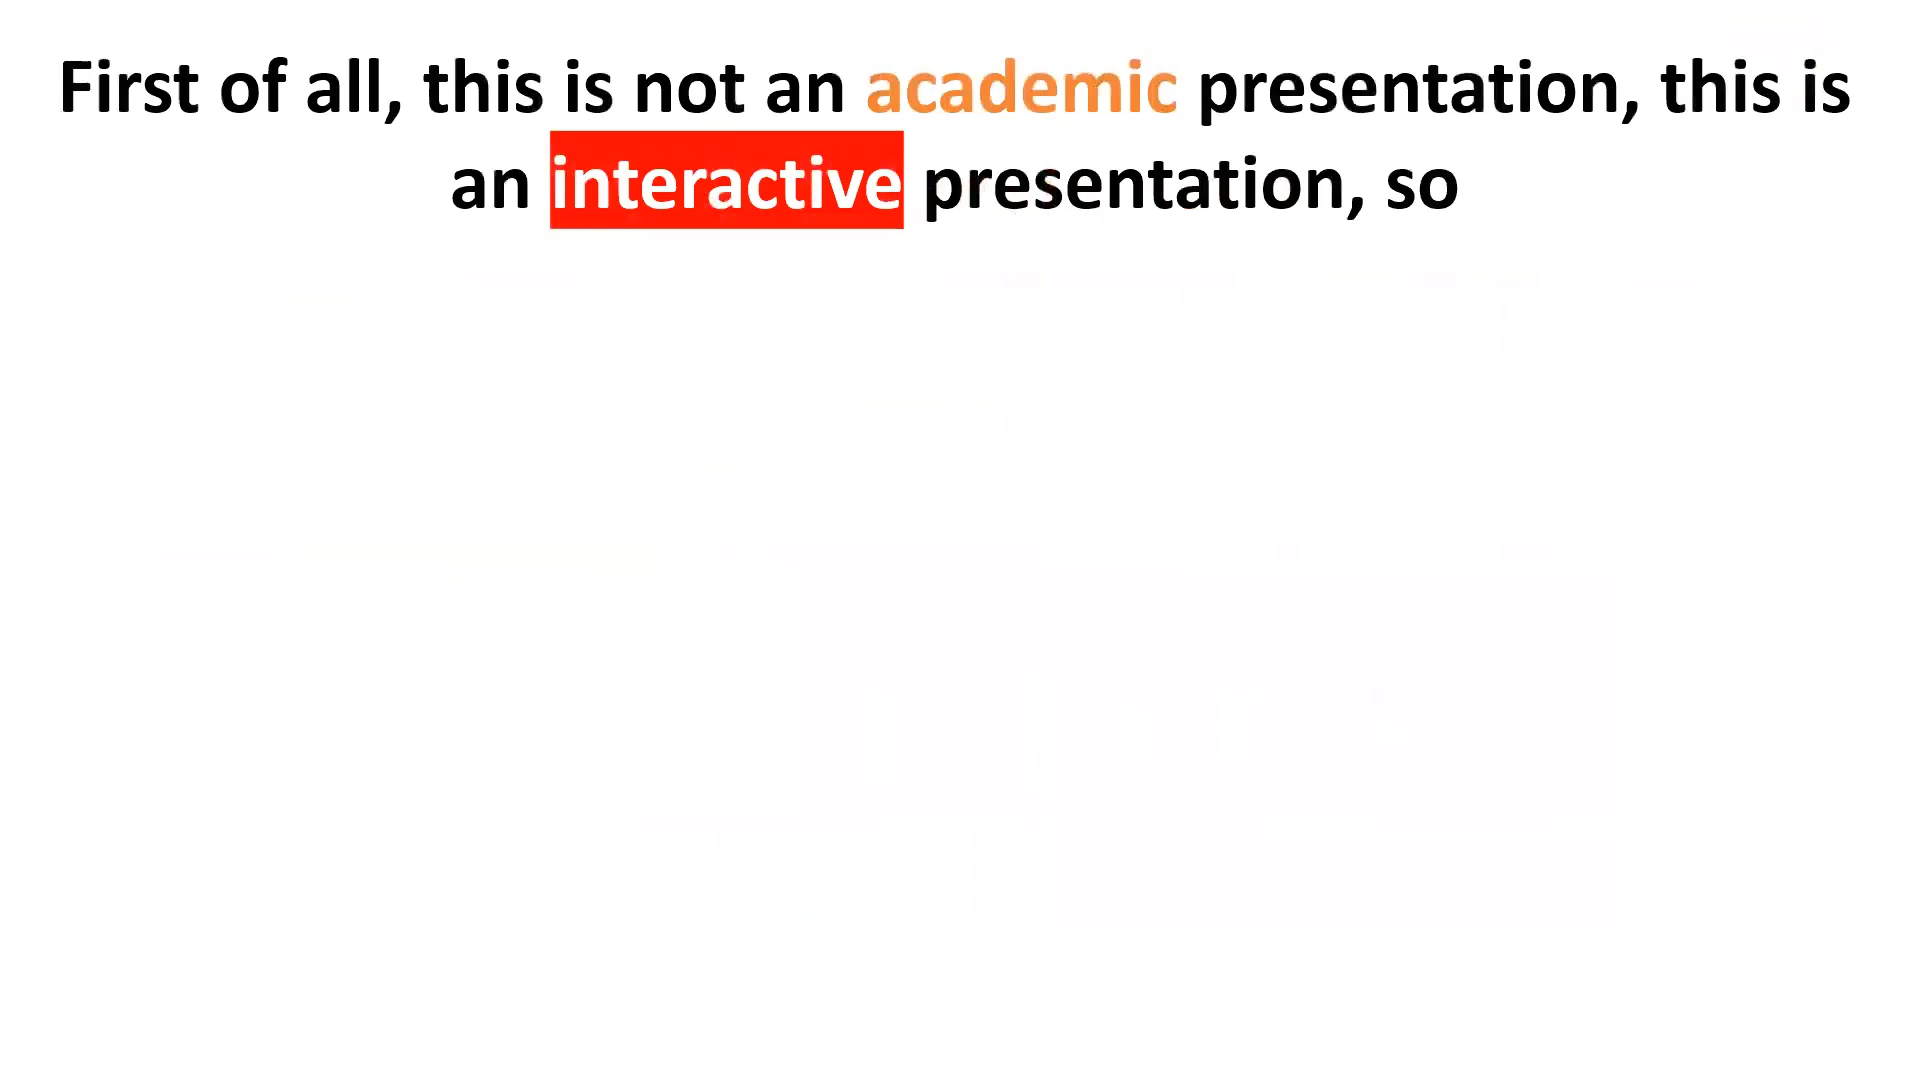 First of all, this is not an academic presentation, this is
an interactive presentation, so